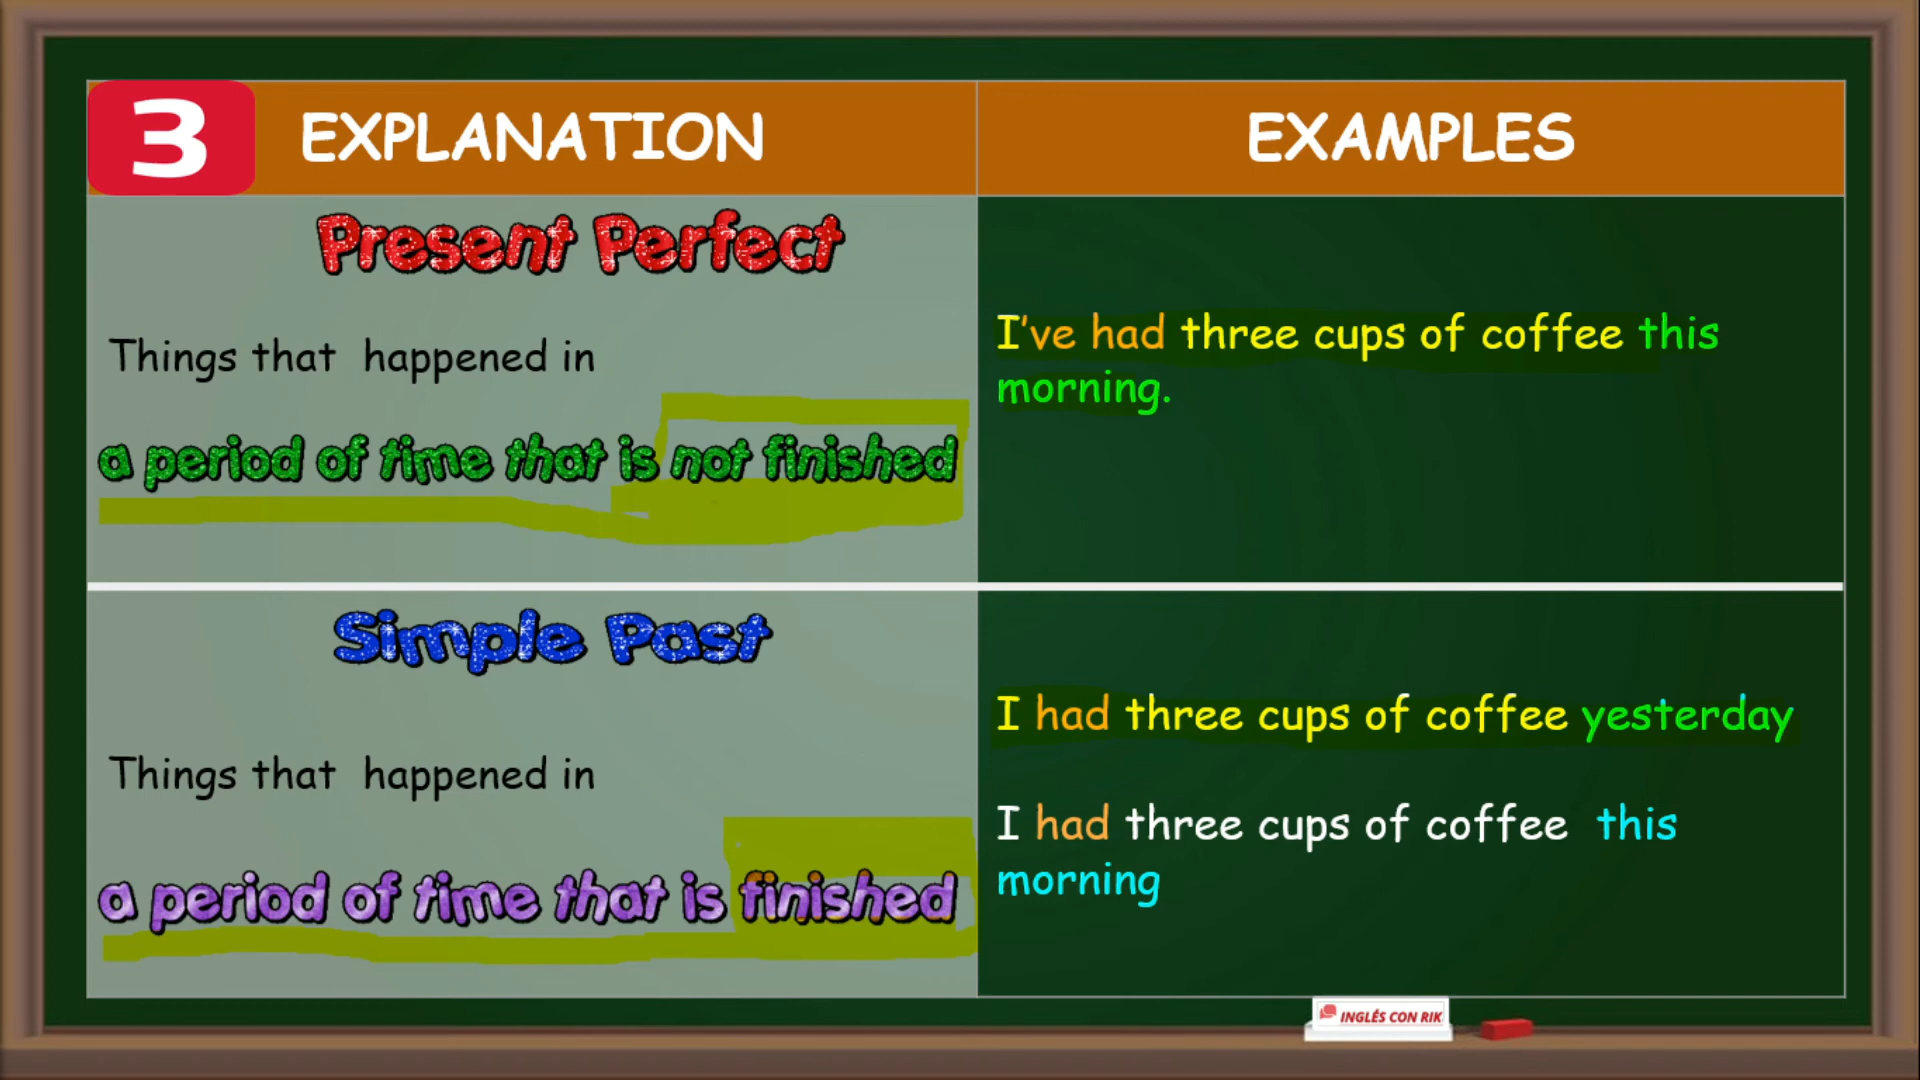 3 EXPLANATION
EXAMPLES
Present Perfect
Things that happened in
a period of time that is not finished
I've had three cups of coffee this
morning.
Simple Past
Things that happened in
a period of time that is finished
I had three cups of coffee yesterday
I had three cups of coffee this
morning
INGLÉS CON RIK